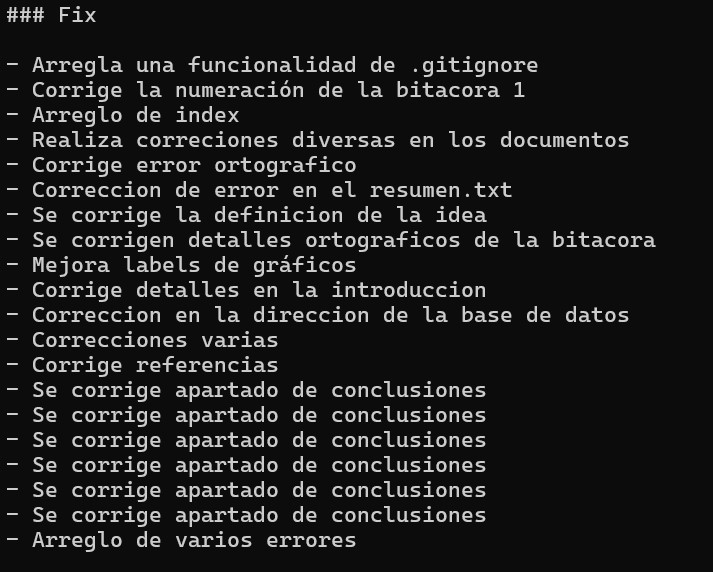 ### Fix
- Arregla una funcionalidad de .gitignore
- Corrige la numeración de la bitacora 1
- Arreglo de index
- Realiza correciones diversas en los documentos
- Corrige error ortografico
- Correccion de error en el resumen.txt
- Se corrige la definicion de la idea
- Se corrigen detalles ortograficos de la bitacora
- Mejora labels de gráficos
- Corrige detalles en la introduccion
- Correccion en la direccion de la base de datos
- Correcciones varias
- Corrige referencias
- Se corrige apartado de conclusiones
- Se corrige apartado de conclusiones
- Se corrige apartado de conclusiones
- Se corrige apartado de conclusiones
- Se corrige apartado de conclusiones
- Se corrige apartado de conclusiones
- Arreglo de varios errores